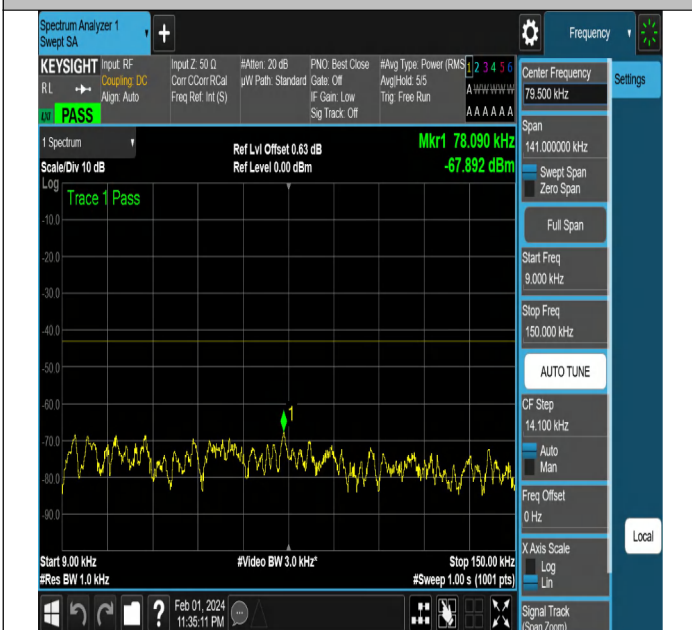 Spectrum Analyzer 1
Swept SA
+
Frequency
KEYSIGHT
RL
Input: RF
Coupling: DC
Align: Auto
Input Z: 50 Ω
Corr CCorr RCal
Freq Ref: Int (S)
#Atten: 20 dB
µW Path: Standard
PNO: Best Close
Gate: Off
IF Gain: Low
Sig Track: Off
#Avg Type: Power (RMS
Avg|Hold: 5/5
Trig: Free Run
1 2 3 4 5 6
A W W W W W
A A A A A A
LXI PASS
1 Spectrum
Scale/Div 10 dB
Ref Lvl Offset 0.63 dB
Ref Level 0.00 dBm
Mkr1 78.090 kHz
-67.892 dBm
Log
Trace 1 Pass
-10.0
-20.0
-30.0
-40.0
-50.0
-60.0
-70.0
-80.0
-90.0
1
Start 9.00 kHz
#Res BW 1.0 kHz
#Video BW 3.0 kHz*
Stop 150.00 kHz
#Sweep 1.00 s (1001 pts)
Feb 01, 2024
11:35:11 PM
?
Center Frequency
79.500 kHz
Span
141.000000 kHz
Swept Span
Zero Span
Full Span
Start Freq
9.000 kHz
Stop Freq
150.000 kHz
AUTO TUNE
CF Step
14.100 kHz
Auto
Man
Freq Offset
0 Hz
X Axis Scale
Log
Lin
Signal Track
(Span Zoom)
Settings
Local